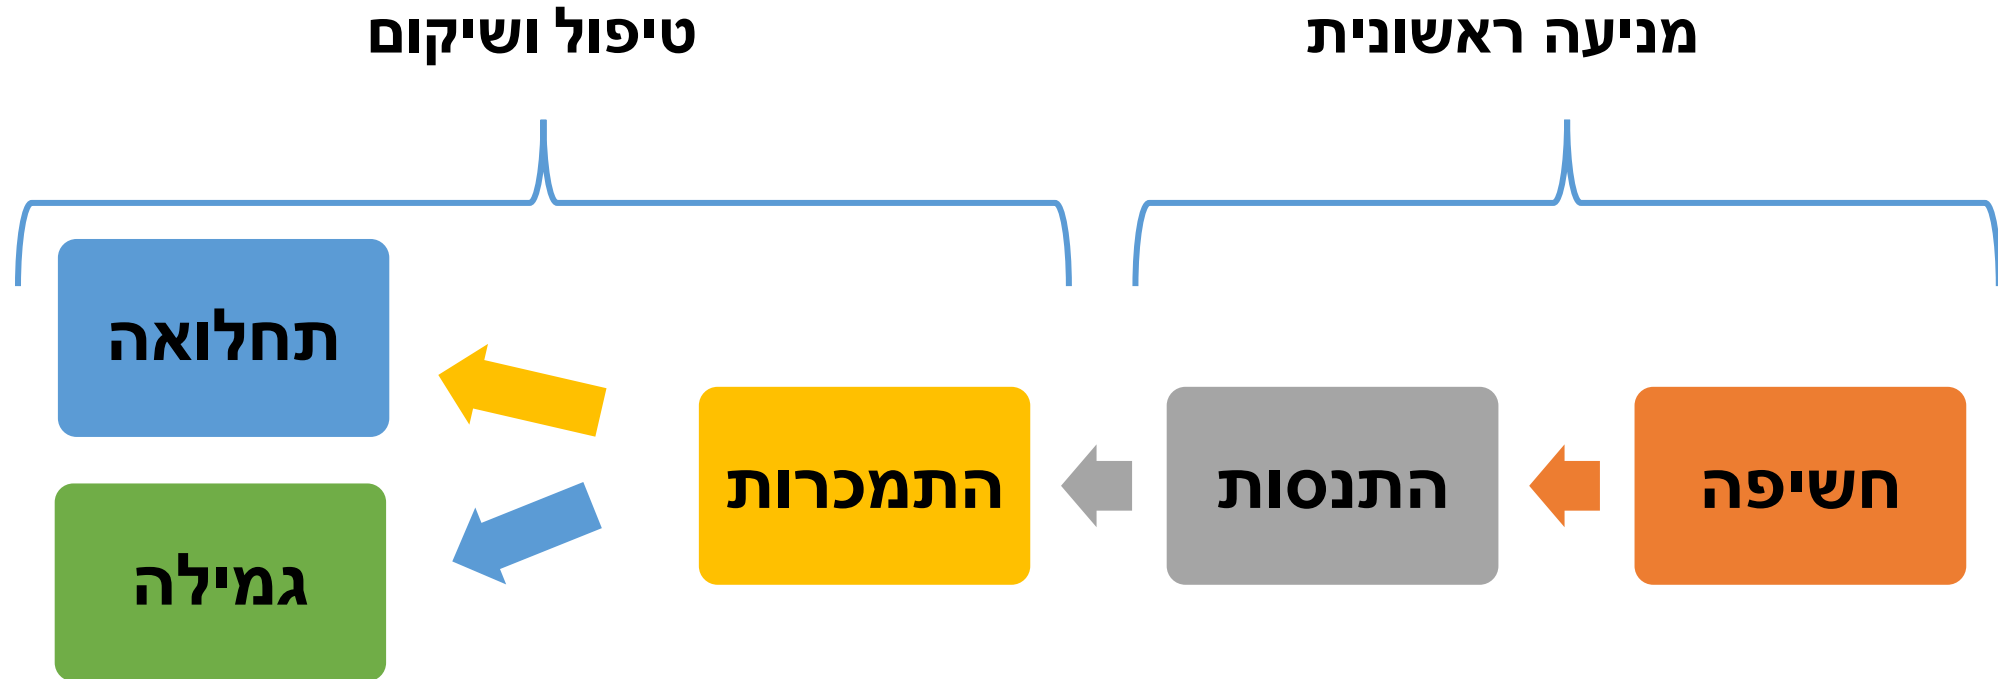 מניעה ראשונית
טיפול ושיקום
חשיפה
התנסות
התמכרות
תחלואה
גמילה